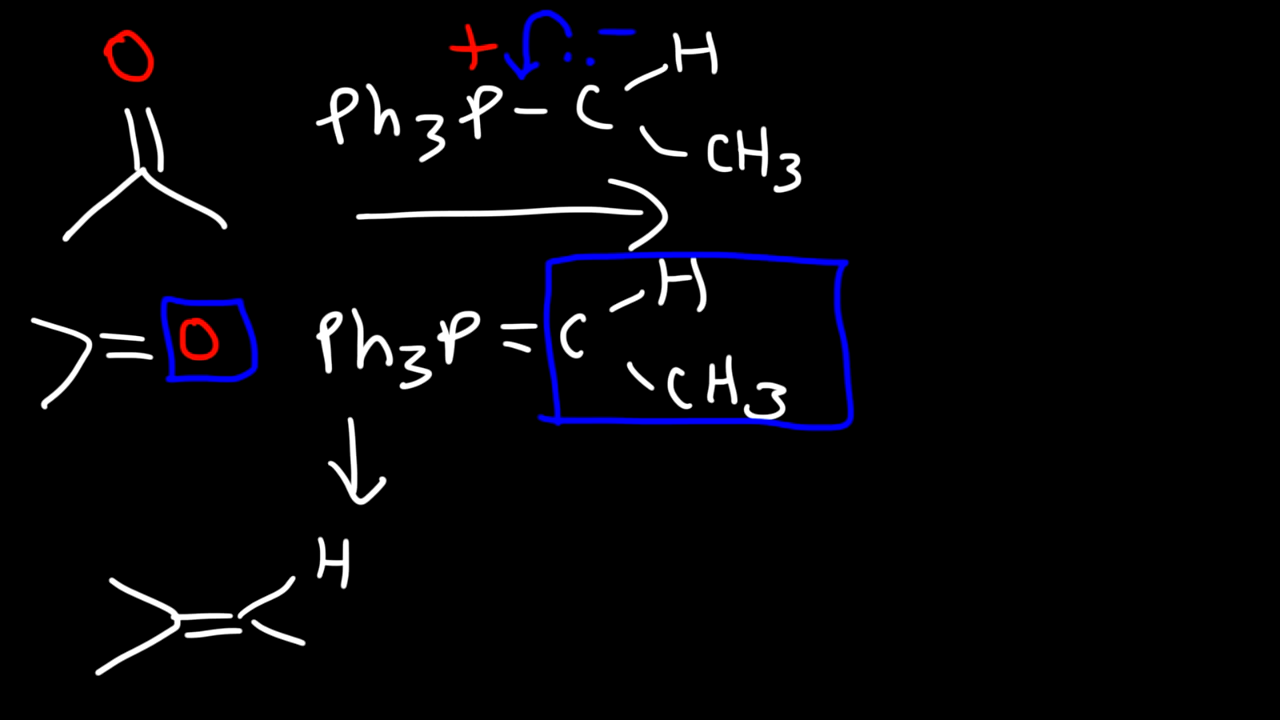 O
+ : −
Ph3P - C
H
CH3
O
Ph3P = C
H
CH3
H